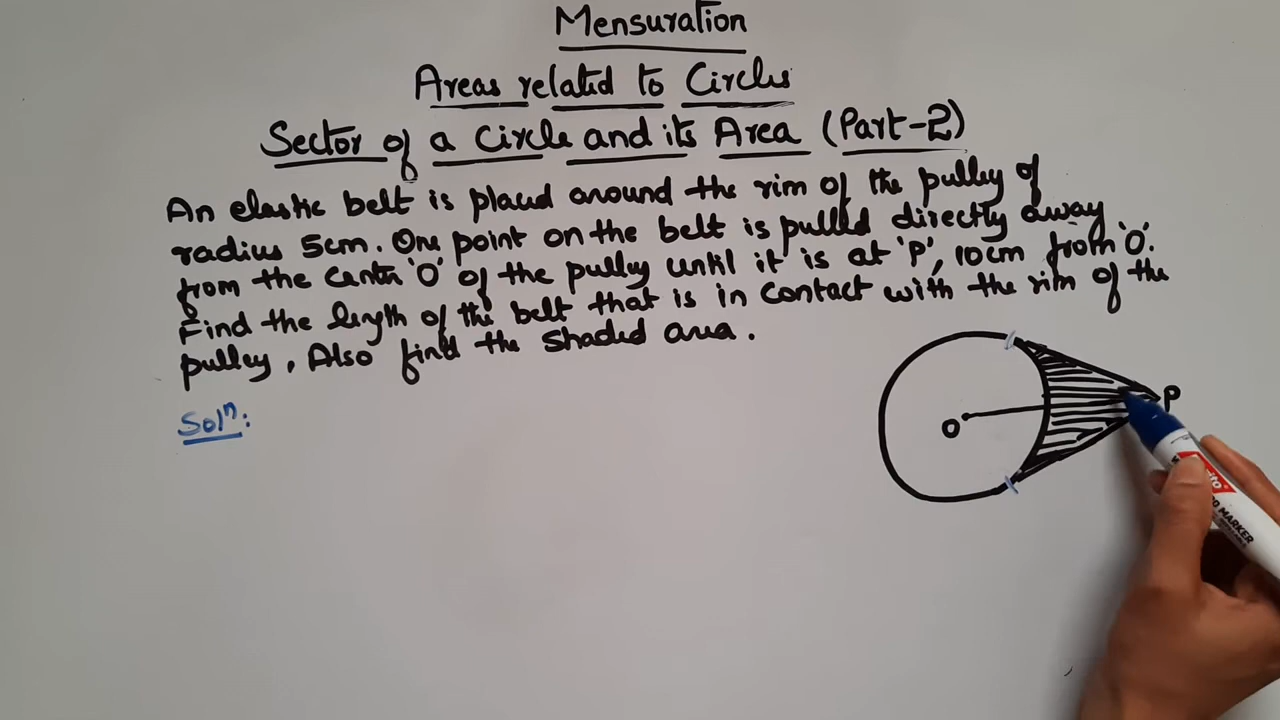 Mensuration
Areas related to Circles
Sector of a Circle and its Area (Part-2)
An elastic belt is placed around the rim of the pulley of
radius 5cm. One point on the belt is pulled directly away
from the centre 'O' of the pulley until it is at 'P', 10cm from 'O'.
Find the length of the belt that is in contact with the rim of the
pulley, Also find the shaded area.
Solⁿ:
O
P
MARKER